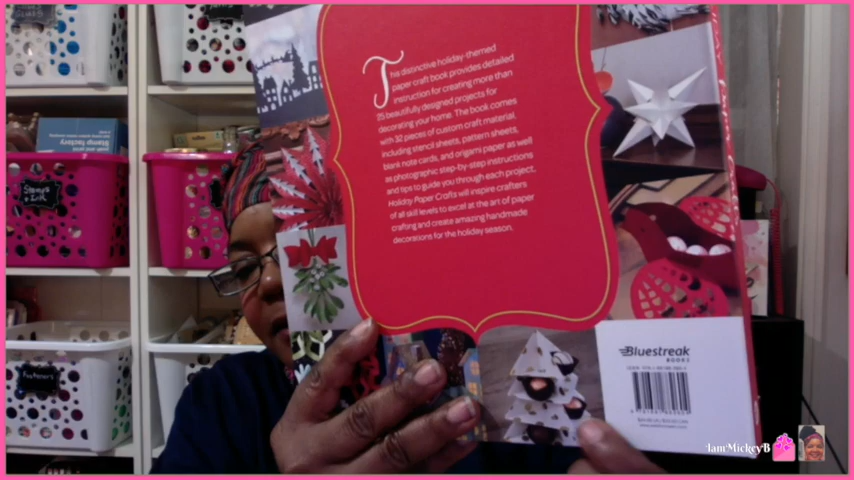 This distinctive holiday-themed
paper craft book provides detailed
instruction for creating more than
25 beautifully designed projects for
decorating your home. The book comes
with 32 pieces of custom craft material,
including stencil sheets, pattern sheets,
blank note cards, and origami paper as well
as photographic step-by-step instructions
and tips to guide you through each project.
Holiday Paper Crafts will inspire crafters
of all skill levels to excel at the art of paper
crafting and create amazing handmade
decorations for the holiday season.
Bluestreak
BOOKS
Stamp factory
Stamps
+ Ink
IamMickeyB